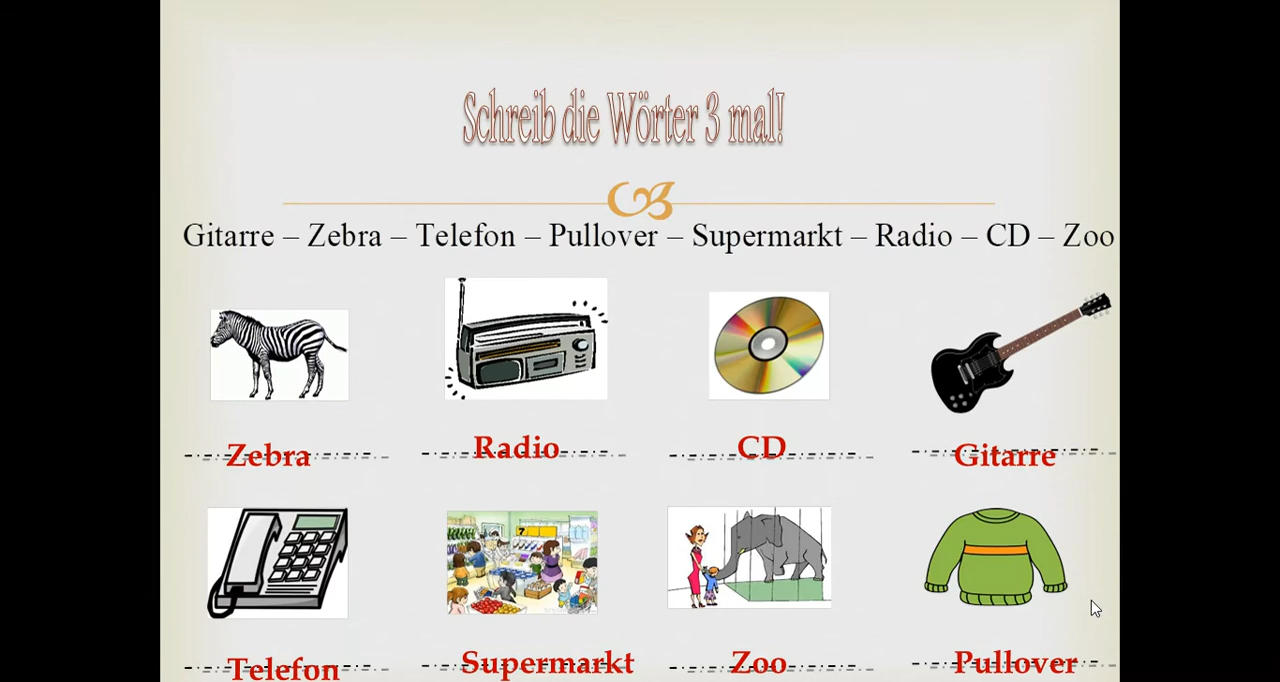 Schreib die Wörter 3 mal!
Gitarre – Zebra – Telefon – Pullover – Supermarkt – Radio – CD – Zoo
Zebra Radio CD Gitarre
Telefon Supermarkt Zoo Pullover